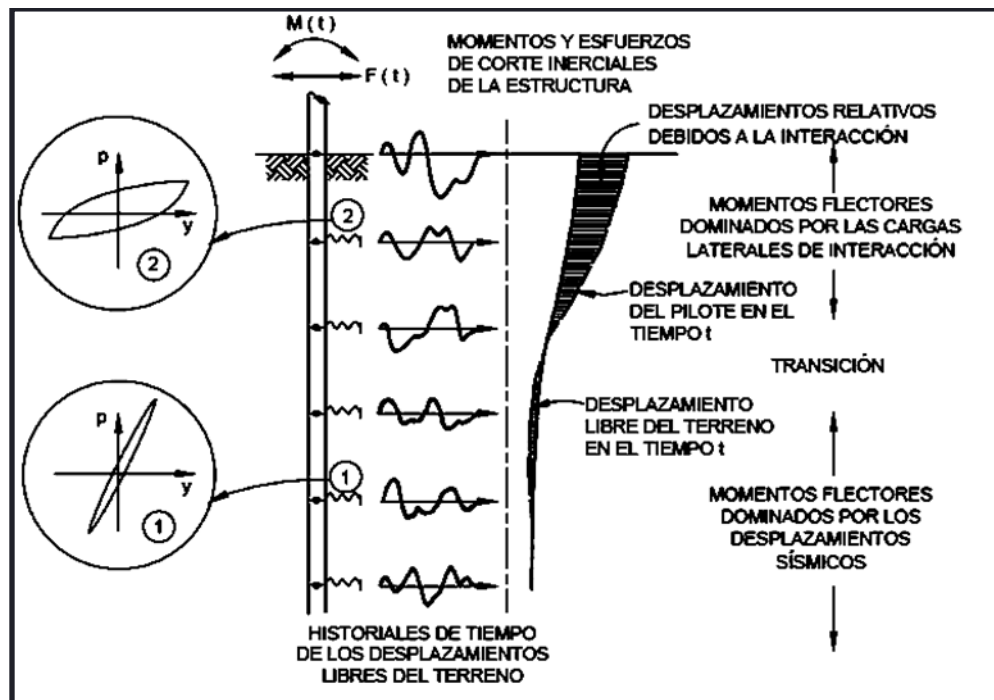 M(t)
F(t)
MOMENTOS Y ESFUERZOS
DE CORTE INERCIALES
DE LA ESTRUCTURA
DESPLAZAMIENTOS RELATIVOS
DEBIDOS A LA INTERACCIÓN
p
y
2
2
MOMENTOS FLECTORES
DOMINADOS POR LAS CARGAS
LATERALES DE INTERACCIÓN
DESPLAZAMIENTO
DEL PILOTE EN EL
TIEMPO t
TRANSICIÓN
DESPLAZAMIENTO
LIBRE DEL TERRENO
EN EL TIEMPO t
p
y
1
1
MOMENTOS FLECTORES
DOMINADOS POR LOS
DESPLAZAMIENTOS
SÍSMICOS
HISTORIALES DE TIEMPO
DE LOS DESPLAZAMIENTOS
LIBRES DEL TERRENO